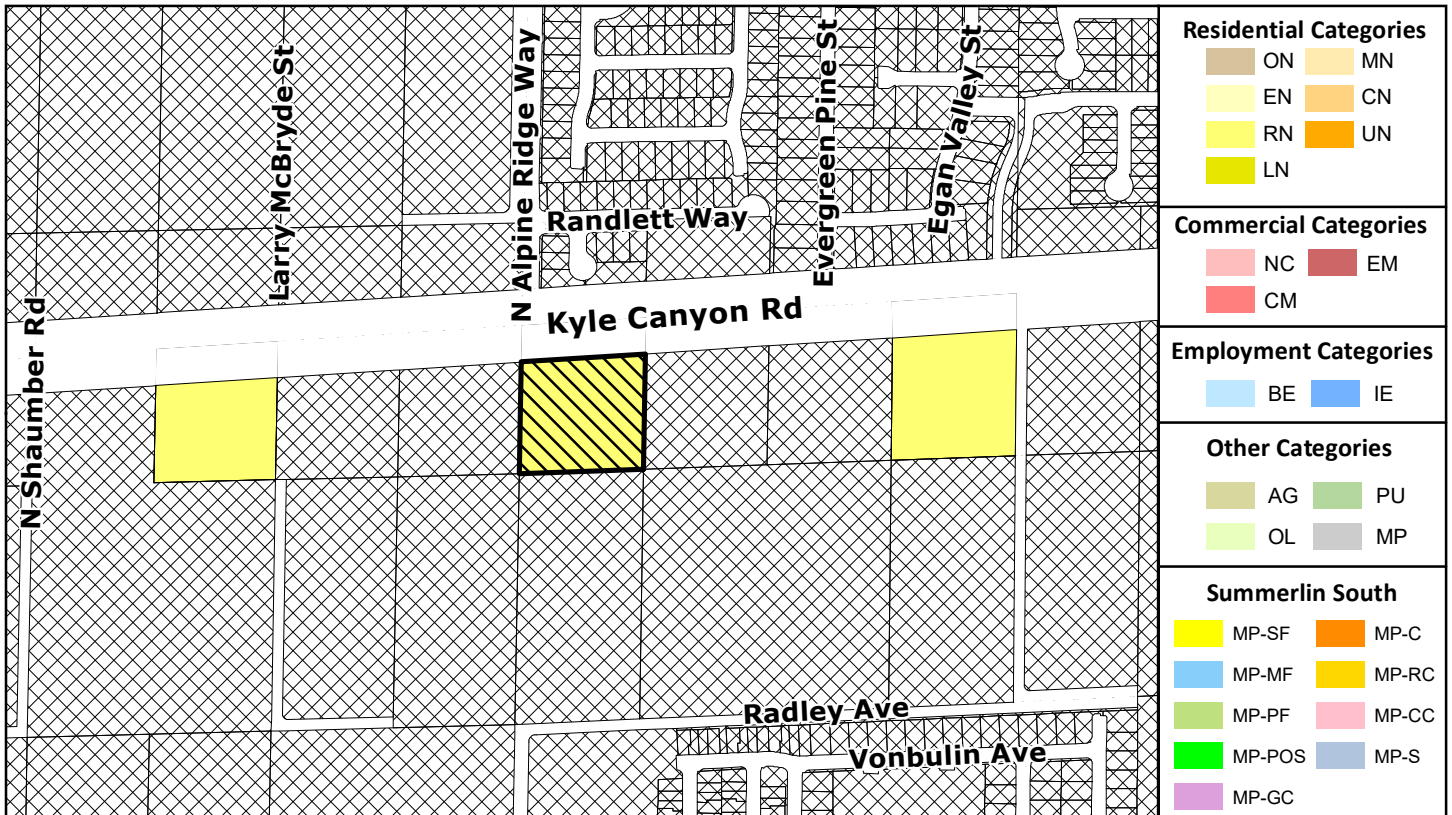 Larry McBryde St
N Alpine Ridge Way
Evergreen Pine St
Egan Valley St
Randlett Way
Kyle Canyon Rd
N Shaumber Rd
Radley Ave
Vonbulin Ave
Residential Categories
ON MN
EN CN
RN UN
LN
Commercial Categories
NC EM
CM
Employment Categories
BE IE
Other Categories
AG PU
OL MP
Summerlin South
MP-SF MP-C
MP-MF MP-RC
MP-PF MP-CC
MP-POS MP-S
MP-GC